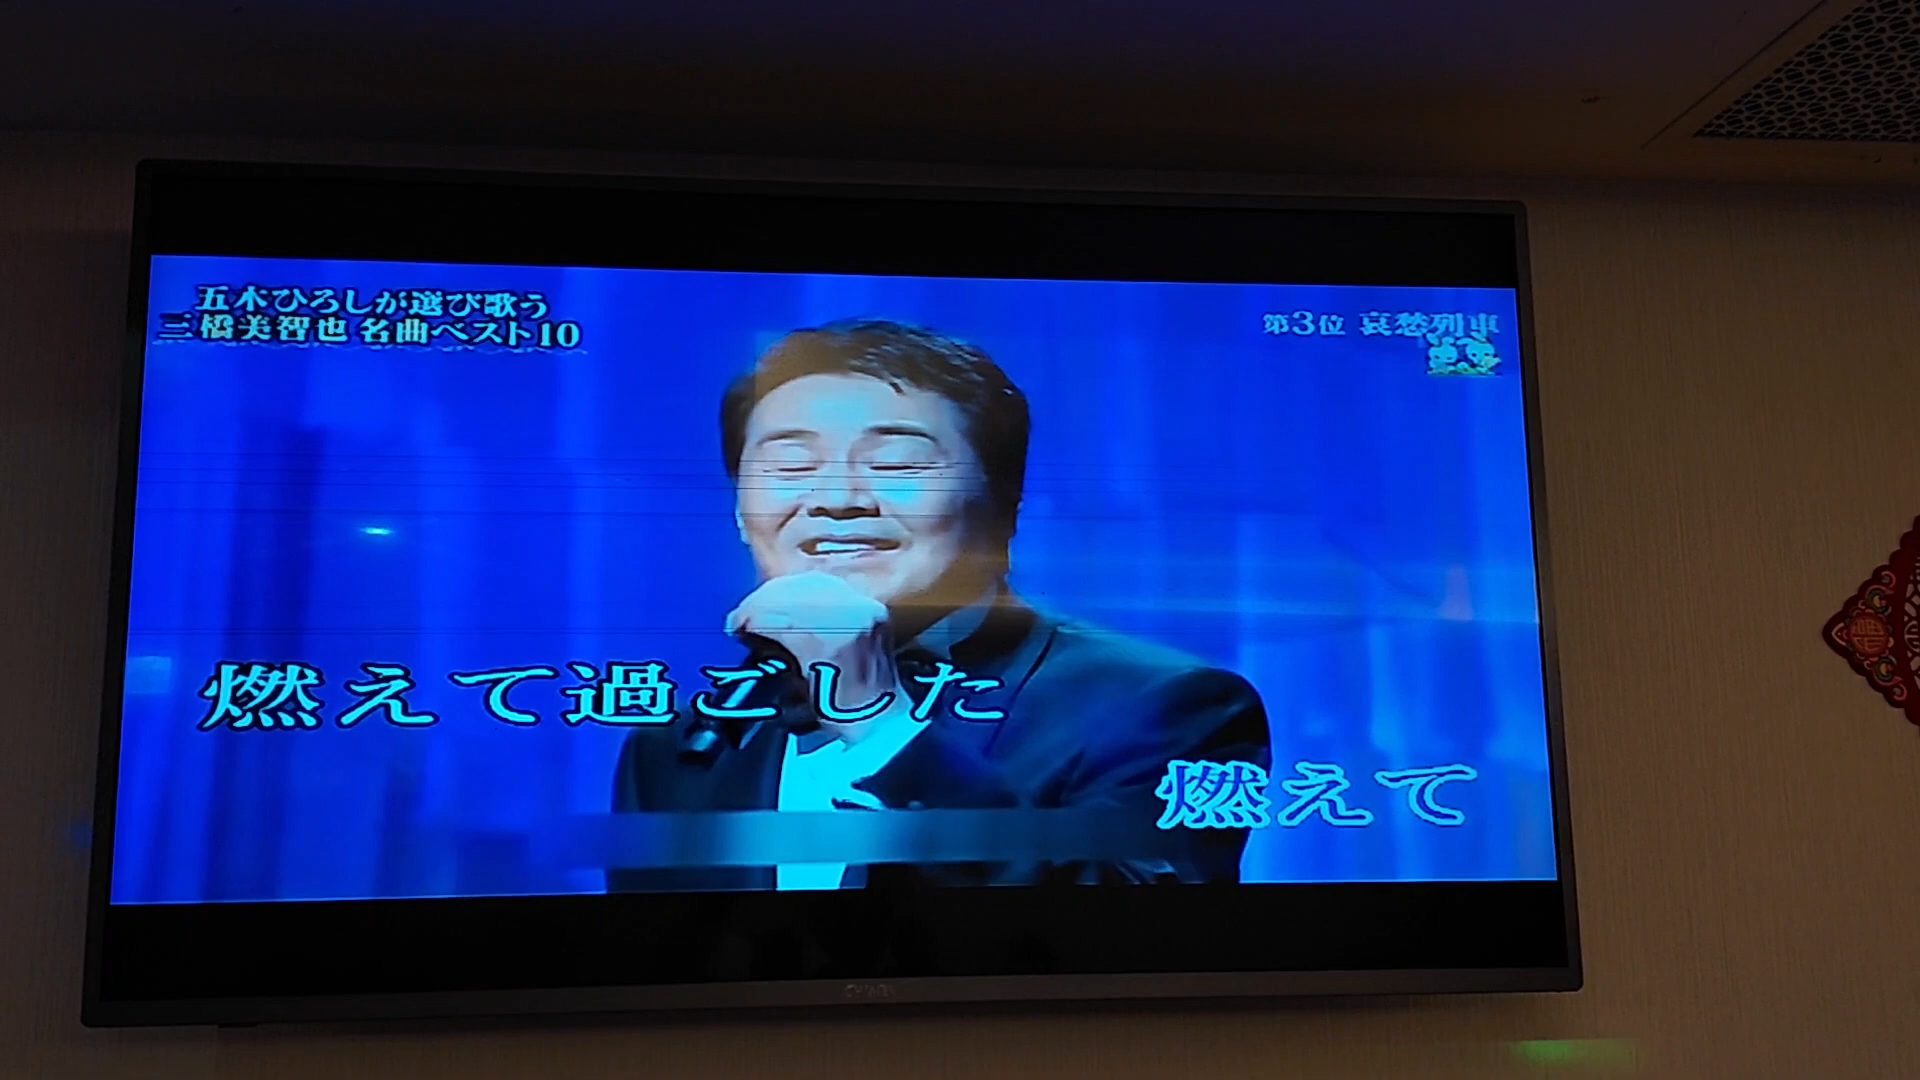 五木ひろしが選び歌う
三橋美智也 名曲ベスト10
第3位 哀愁列車
燃えて過ごした
燃えて